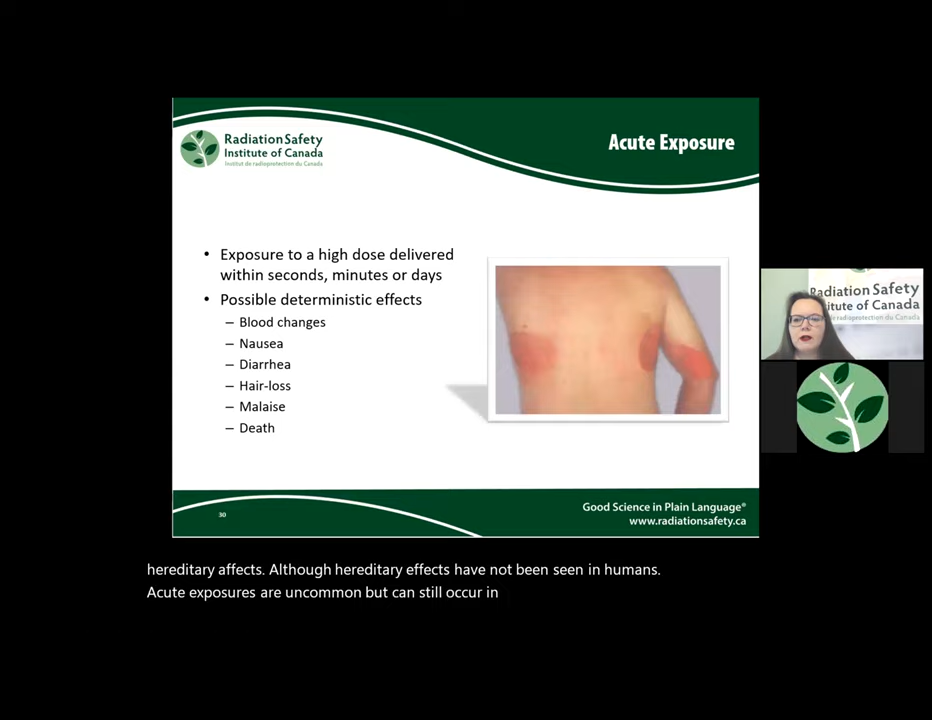 Radiation Safety
Institute of Canada
Institut de radioprotection du Canada
Acute Exposure
• Exposure to a high dose delivered
within seconds, minutes or days
• Possible deterministic effects
– Blood changes
– Nausea
– Diarrhea
– Hair-loss
– Malaise
– Death
Radiation Safety
nstitute of Canada
de radioprotection du Canada
30
Good Science in Plain Language®
www.radiationsafety.ca
hereditary affects. Although hereditary effects have not been seen in humans.
Acute exposures are uncommon but can still occur in